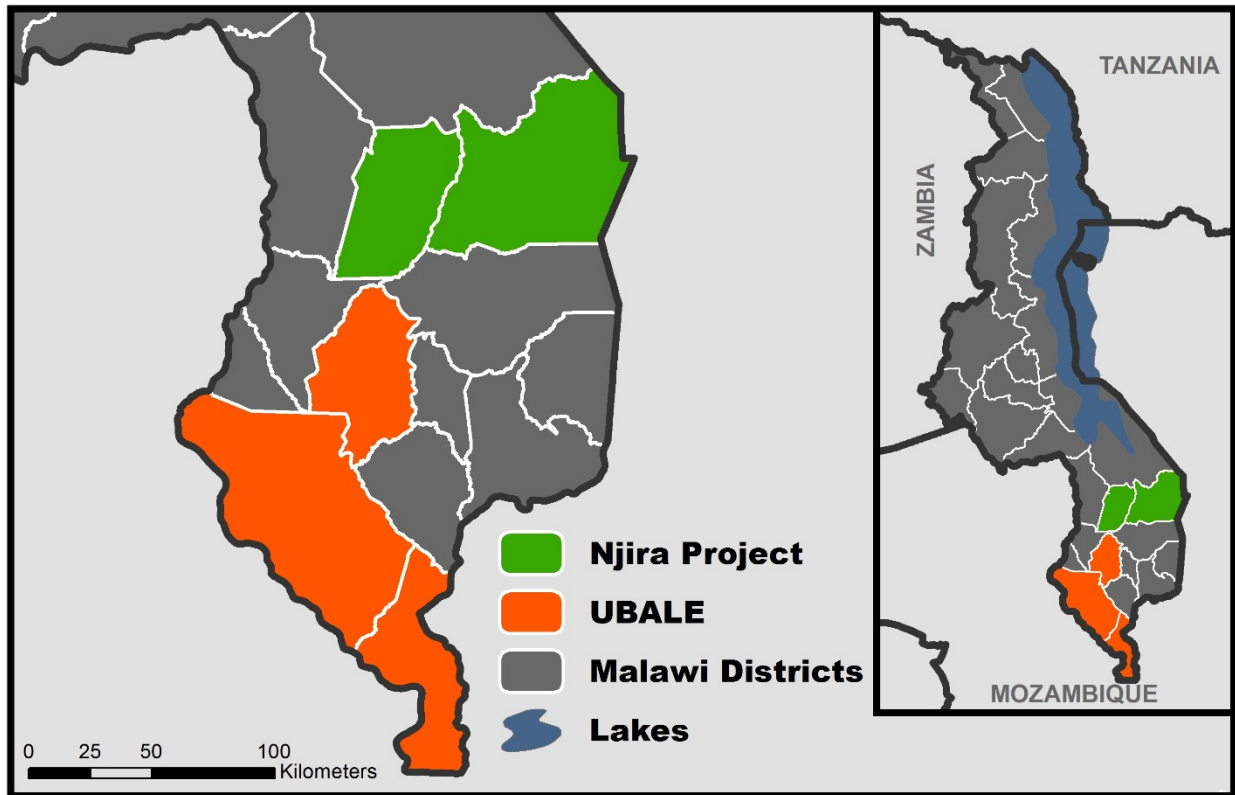 Njira Project
UBALE
Malawi Districts
Lakes
0 25 50 100
Kilometers
TANZANIA
ZAMBIA
MOZAMBIQUE